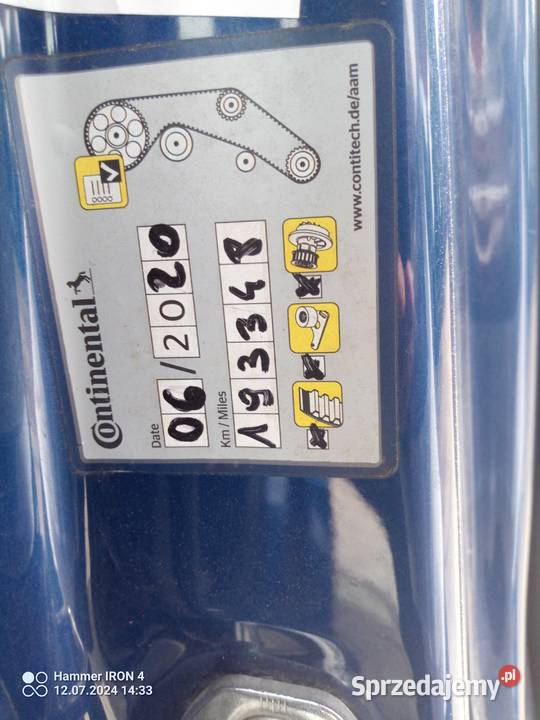 Continental
www.contitech.de/aam
Date
06/2020
Km / Miles
193348
Hammer IRON 4
12.07.2024 14:33
Sprzedajemy.pl